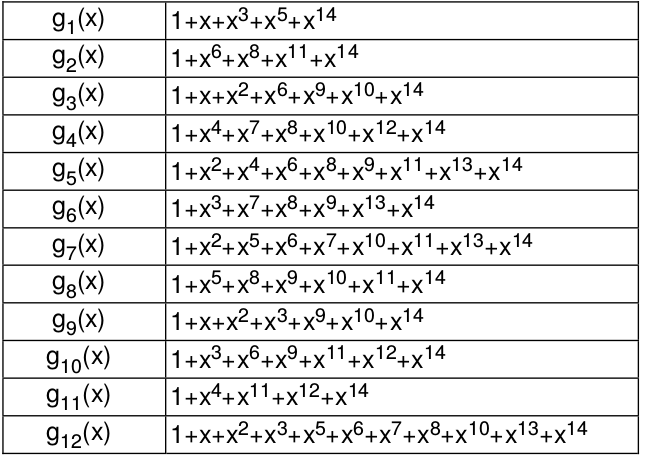 g₁(x) 1+x+x³+x⁵+x¹⁴
g₂(x) 1+x⁶+x⁸+x¹¹+x¹⁴
g₃(x) 1+x+x²+x⁶+x⁹+x¹⁰+x¹⁴
g₄(x) 1+x⁴+x⁷+x⁸+x¹⁰+x¹²+x¹⁴
g₅(x) 1+x²+x⁴+x⁶+x⁸+x⁹+x¹¹+x¹³+x¹⁴
g₆(x) 1+x³+x⁷+x⁸+x⁹+x¹³+x¹⁴
g₇(x) 1+x²+x⁵+x⁶+x⁷+x¹⁰+x¹¹+x¹³+x¹⁴
g₈(x) 1+x⁵+x⁸+x⁹+x¹⁰+x¹¹+x¹⁴
g₉(x) 1+x+x²+x³+x⁹+x¹⁰+x¹⁴
g₁₀(x) 1+x³+x⁶+x⁹+x¹¹+x¹²+x¹⁴
g₁₁(x) 1+x⁴+x¹¹+x¹²+x¹⁴
g₁₂(x) 1+x+x²+x³+x⁵+x⁶+x⁷+x⁸+x¹⁰+x¹³+x¹⁴